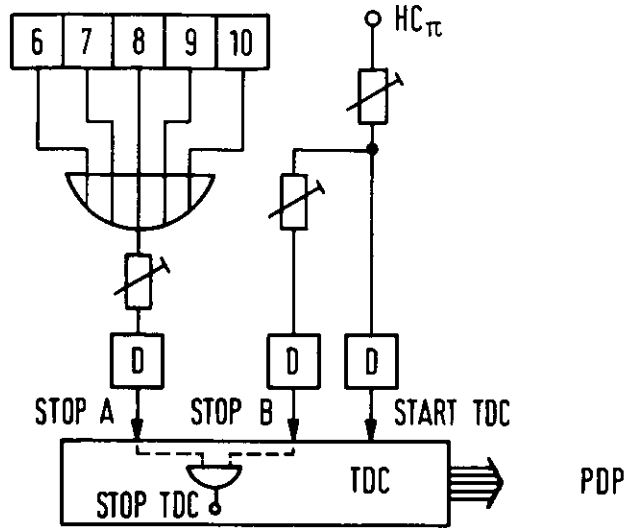 HCπ
6 7 8 9 10
D D D
STOP A STOP B START TDC
TDC
PDP
STOP TDC